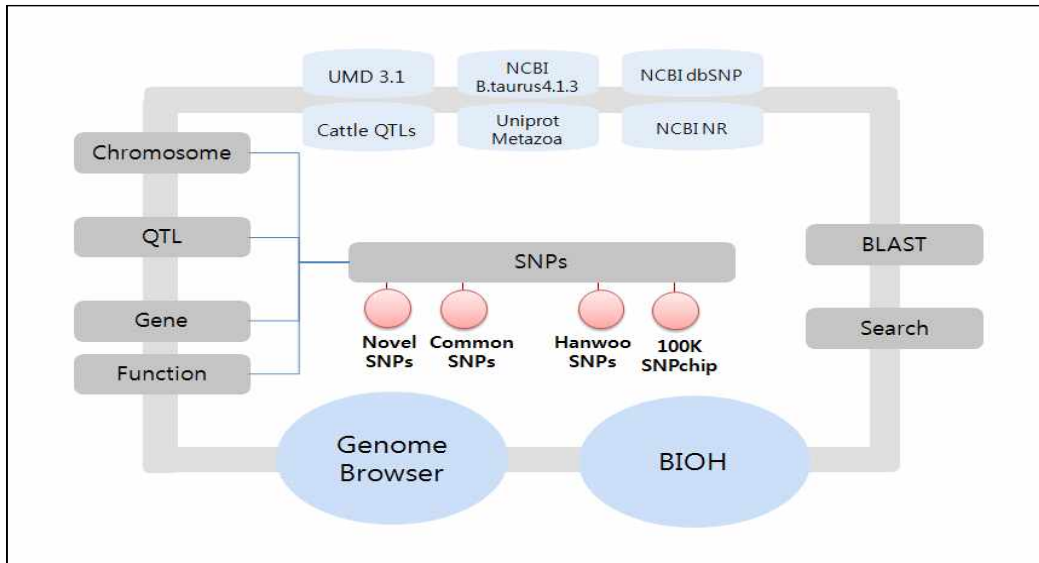 UMD 3.1
NCBI
B.taurus4.1.3
NCBI dbSNP
Cattle QTLs
Uniprot
Metazoa
NCBI NR
Chromosome
QTL
Gene
Function
SNPs
Novel
SNPs
Common
SNPs
Hanwoo
SNPs
100K
SNPchip
BLAST
Search
Genome
Browser
BIOH